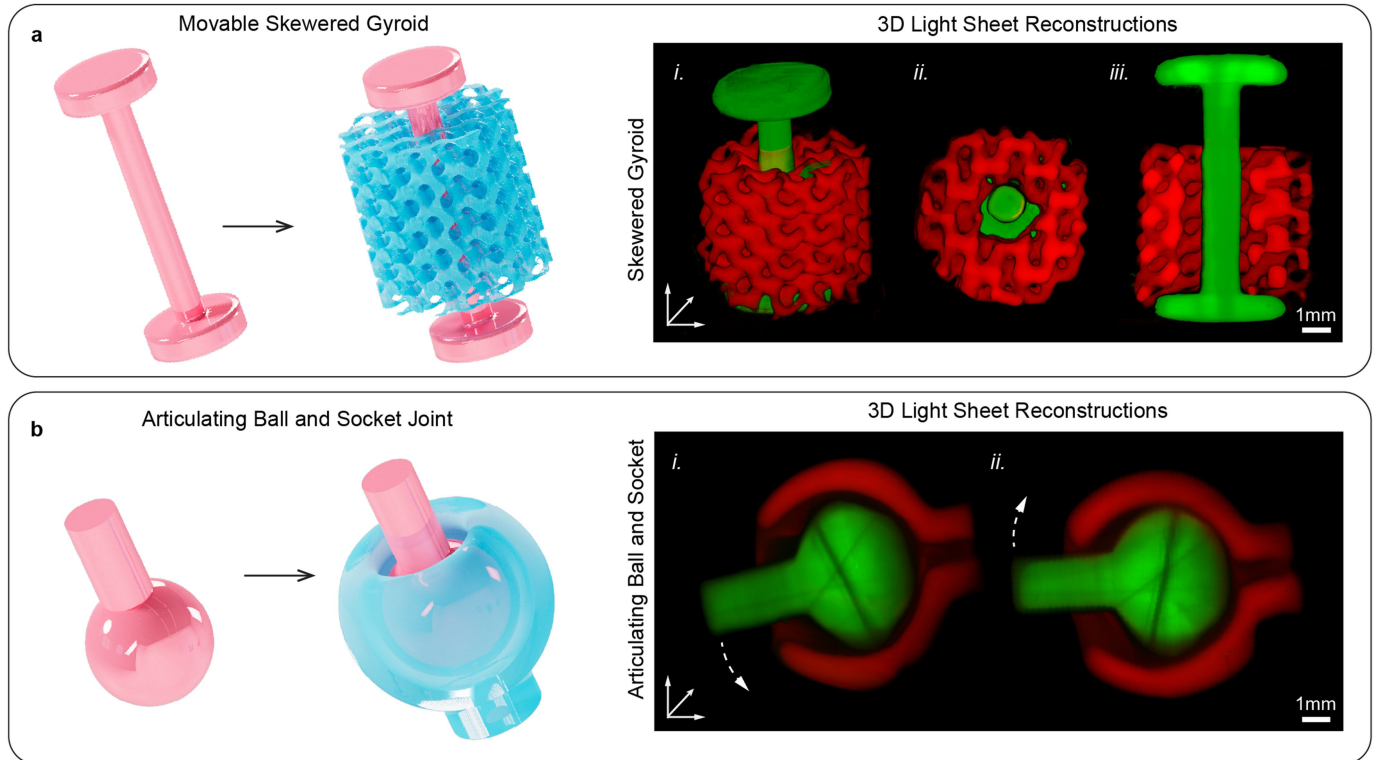 a
Movable Skewered Gyroid
3D Light Sheet Reconstructions
Skewered Gyroid
i.
ii.
iii.
1mm
b
Articulating Ball and Socket Joint
3D Light Sheet Reconstructions
Articulating Ball and Socket
i.
ii.
1mm